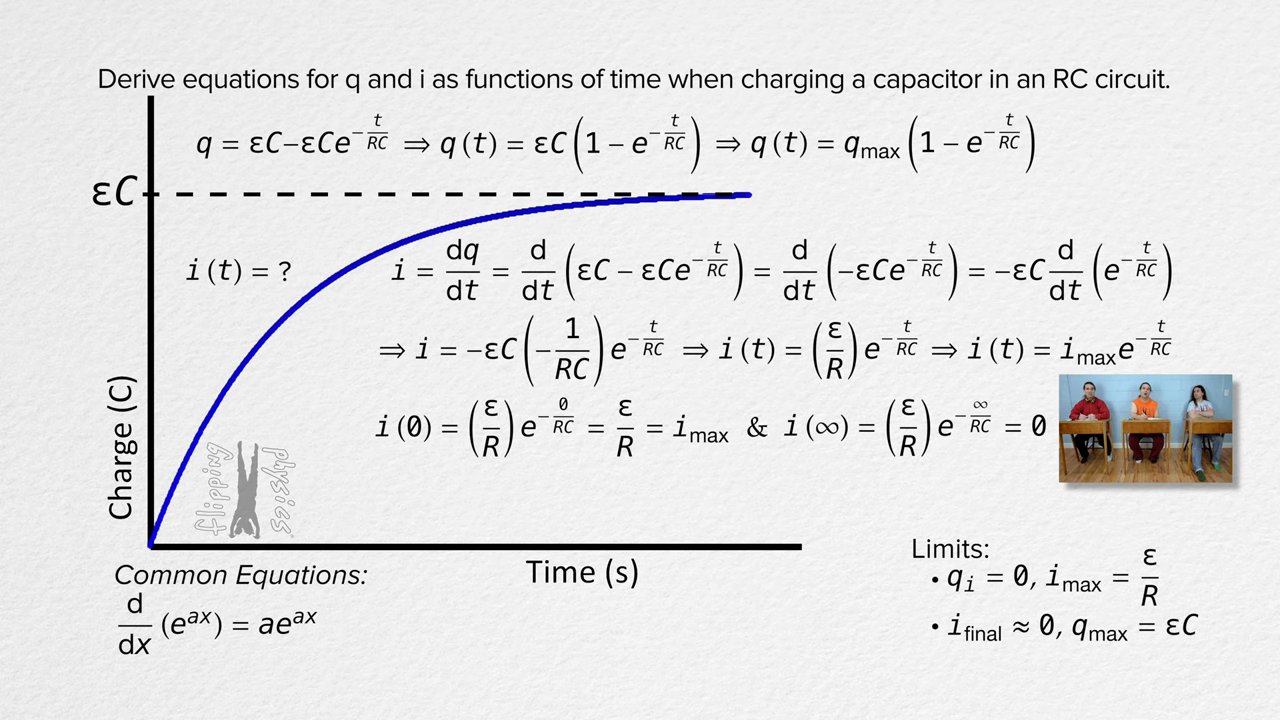 Derive equations for q and i as functions of time when charging a capacitor in an RC circuit.
q = εC−εCe^{−t/RC} ⇒ q(t) = εC(1 − e^{−t/RC}) ⇒ q(t) = q_max(1 − e^{−t/RC})
εC
i(t) = ? i = dq/dt = d/dt(εC − εCe^{−t/RC}) = d/dt(−εCe^{−t/RC}) = −εC d/dt(e^{−t/RC})
⇒ i = −εC(−1/RC)e^{−t/RC} ⇒ i(t) = (ε/R)e^{−t/RC} ⇒ i(t) = i_max e^{−t/RC}
i(0) = (ε/R)e^{−0/RC} = ε/R = i_max & i(∞) = (ε/R)e^{−∞/RC} = 0
Charge (C)
flipping
physics
Time (s)
Common Equations:
d/dx(e^{ax}) = ae^{ax}
Limits:
• q_i = 0, i_max = ε/R
• i_final ≈ 0, q_max = εC